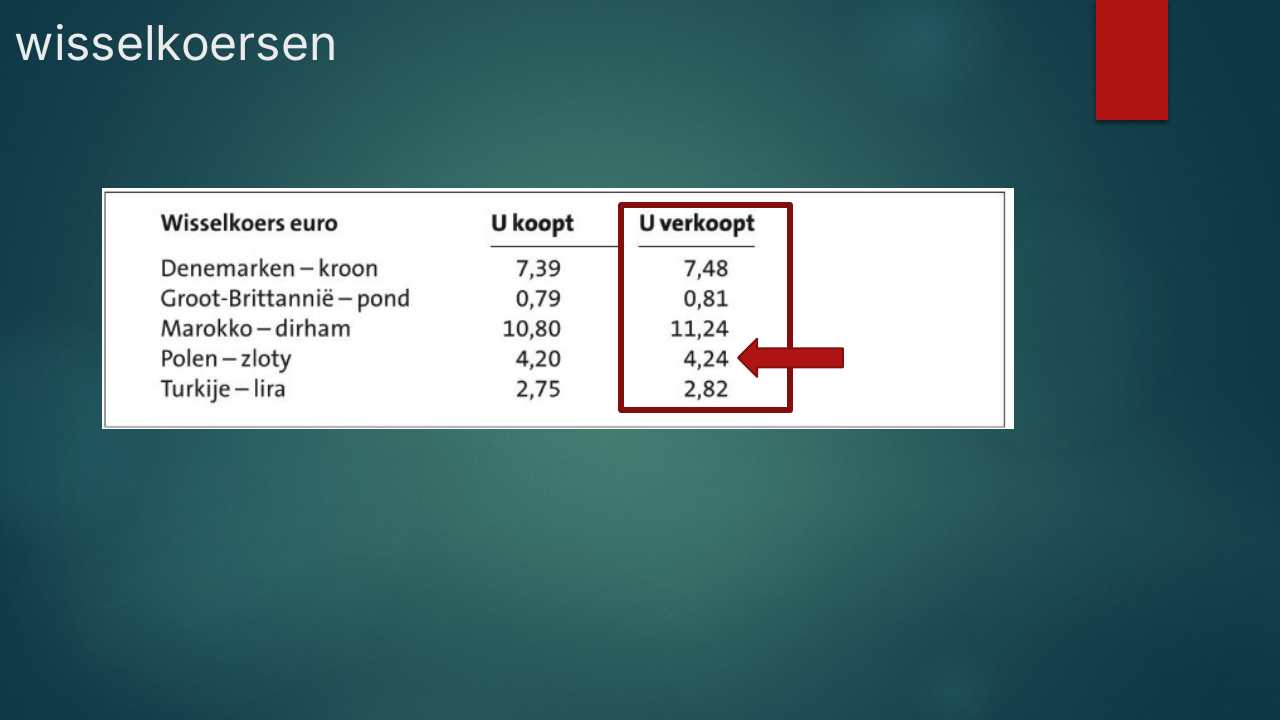 wisselkoersen
Wisselkoers euro U koopt U verkoopt
Denemarken – kroon 7,39 7,48
Groot-Brittannië – pond 0,79 0,81
Marokko – dirham 10,80 11,24
Polen – zloty 4,20 4,24
Turkije – lira 2,75 2,82